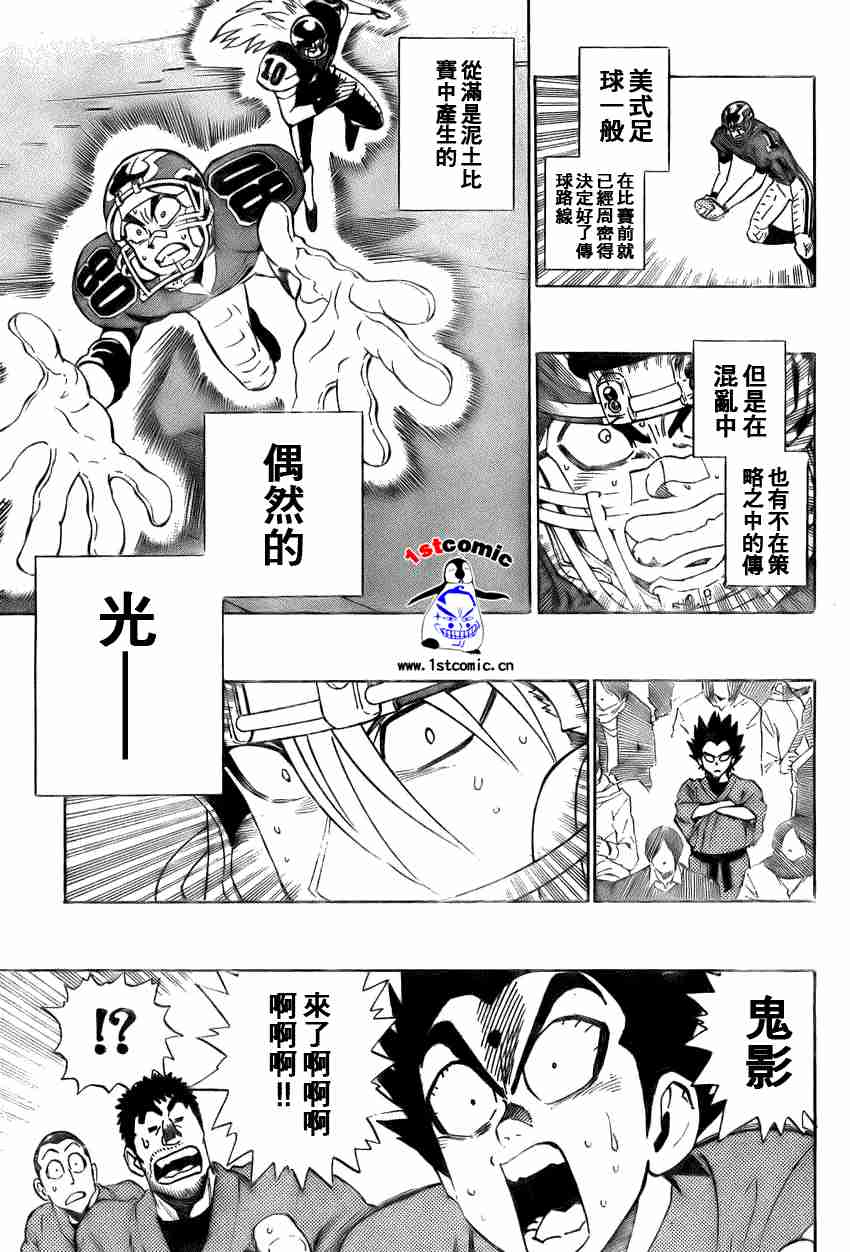 美式足
球一般
在比賽前就
已經周密得
決定好了傳
球路線
但是在
混亂中
也有不在策
略之中的傳
從滿是泥土比
賽中產生的
偶然的
光——
10
80
80
1stcomic
www.1stcomic.cn
鬼影
來了啊啊啊
啊啊啊!!
!?